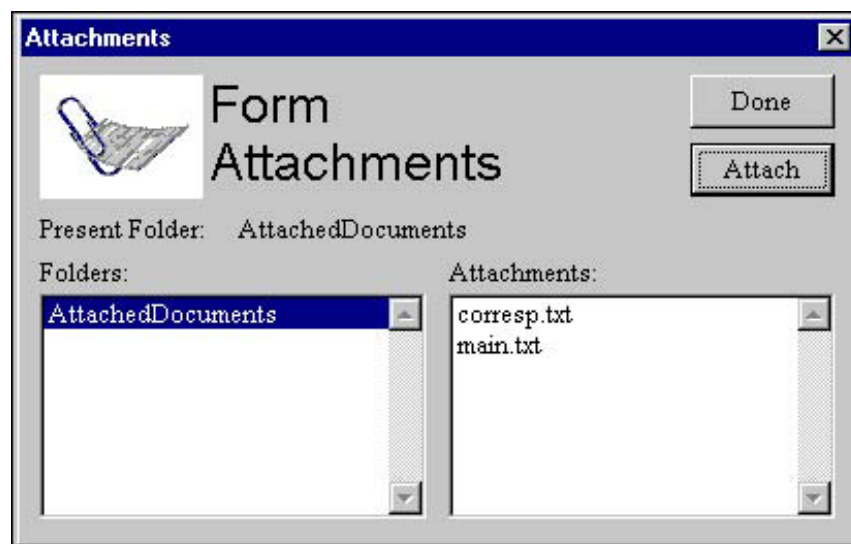 Attachments
Form
Attachments
Done
Attach
Present Folder: AttachedDocuments
Folders:
AttachedDocuments
Attachments:
corresp.txt
main.txt